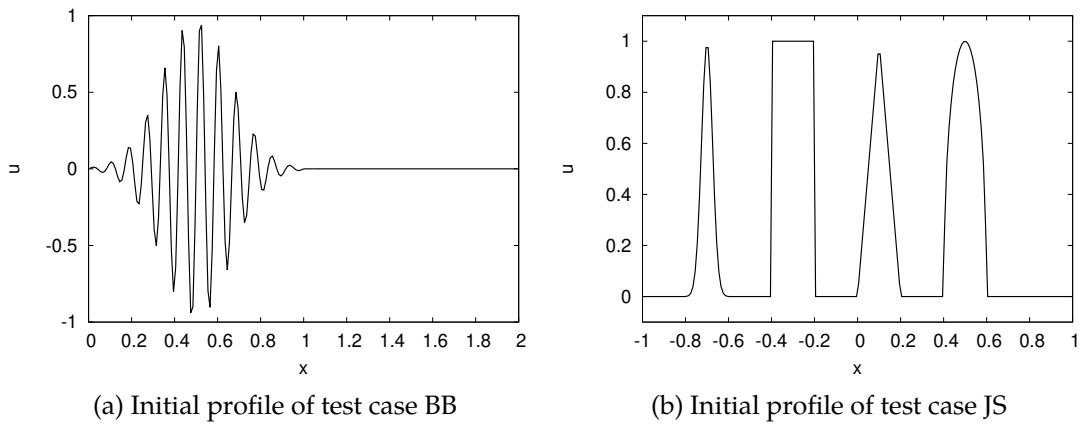 1
0.5
0
-0.5
-1
u
0 0.2 0.4 0.6 0.8 1.0 1.2 1.4 1.6 1.8 2
x
(a) Initial profile of test case BB
1
0.8
0.6
0.4
0.2
0
u
-1 -0.8 -0.6 -0.4 -0.2 0 0.2 0.4 0.6 0.8 1
x
(b) Initial profile of test case JS